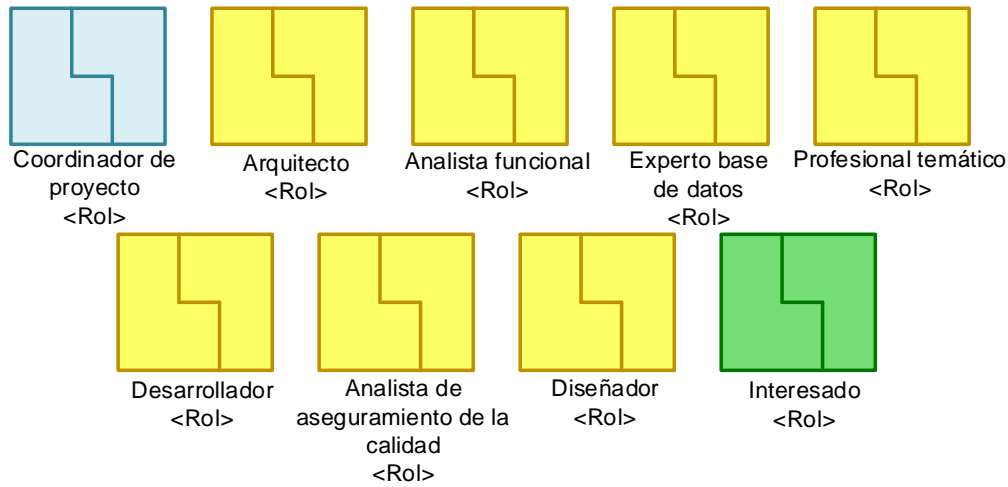 Coordinador de
proyecto
<Rol>
Arquitecto
<Rol>
Analista funcional
<Rol>
Experto base
de datos
<Rol>
Profesional temático
<Rol>
Desarrollador
<Rol>
Analista de
aseguramiento de la
calidad
<Rol>
Diseñador
<Rol>
Interesado
<Rol>